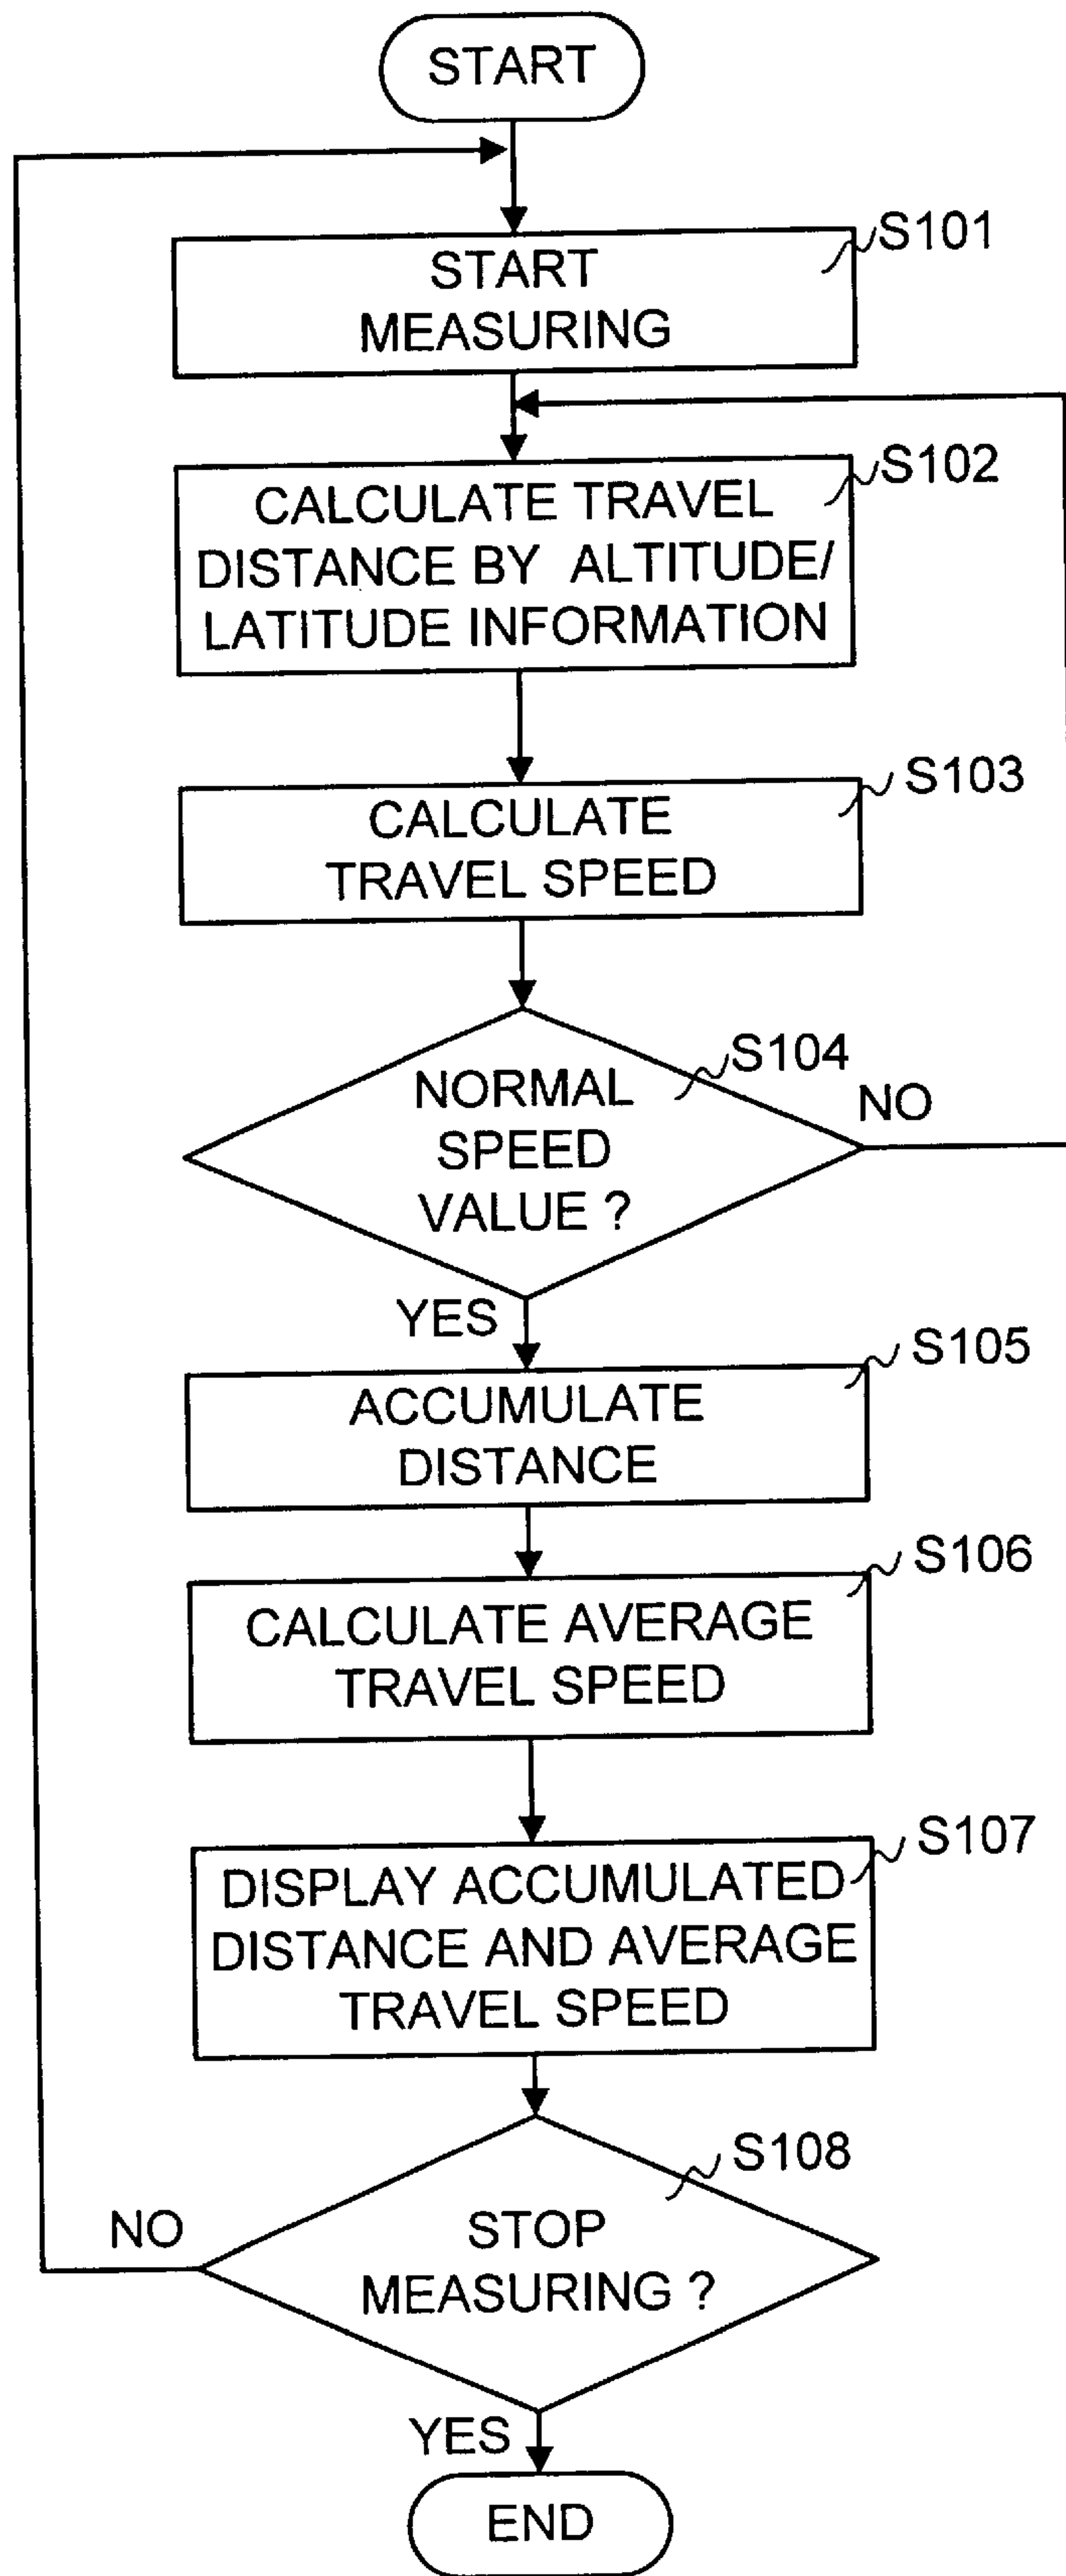 START
S101
START
MEASURING
S102
CALCULATE TRAVEL
DISTANCE BY ALTITUDE/
LATITUDE INFORMATION
S103
CALCULATE
TRAVEL SPEED
S104
NORMAL
SPEED
VALUE ?
NO
YES
S105
ACCUMULATE
DISTANCE
S106
CALCULATE AVERAGE
TRAVEL SPEED
S107
DISPLAY ACCUMULATED
DISTANCE AND AVERAGE
TRAVEL SPEED
S108
STOP
MEASURING ?
NO
YES
END